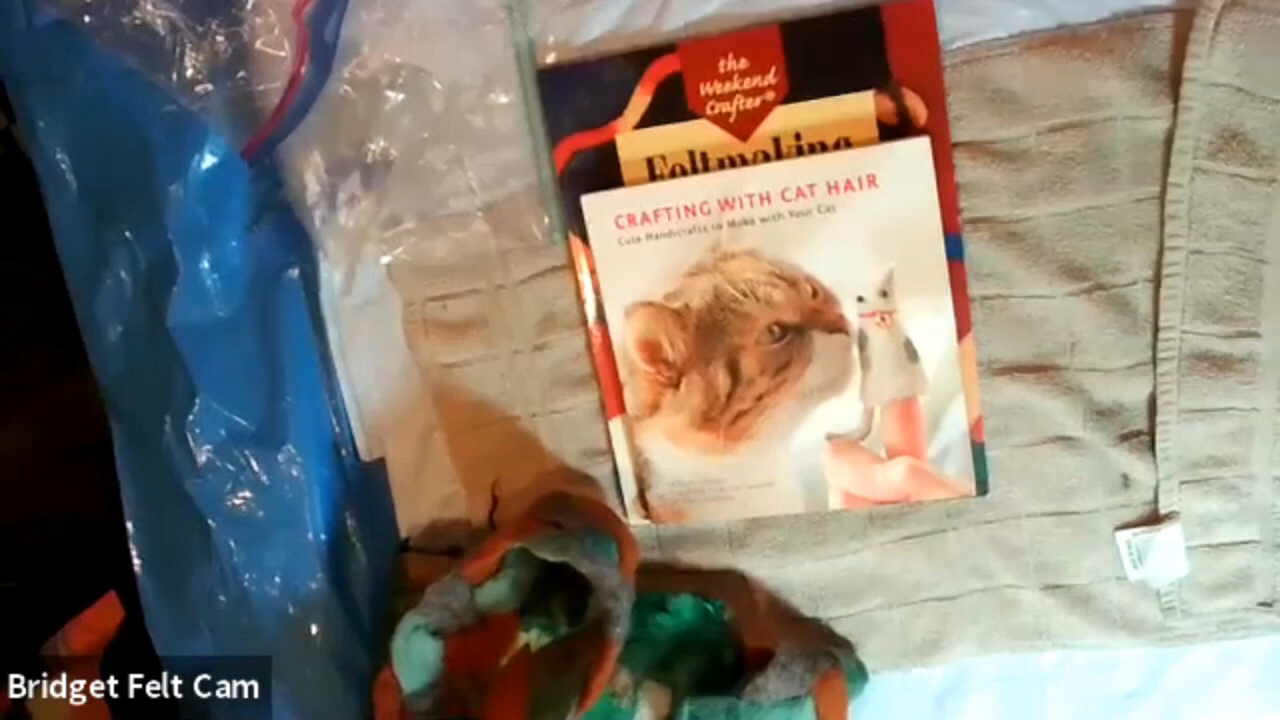 the
Weekend
Crafter®
Feltmaking
CRAFTING WITH CAT HAIR
Cute Handicrafts to Make with Your Cat
Bridget Felt Cam